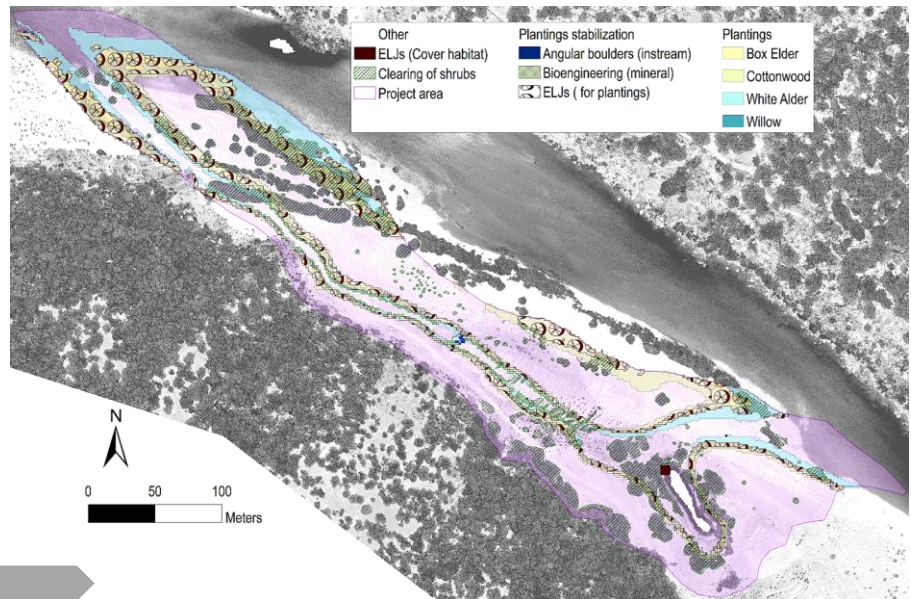 Other
ELJs (Cover habitat)
Clearing of shrubs
Project area
Plantings stabilization
Angular boulders (instream)
Bioengineering (mineral)
ELJs ( for plantings)
Plantings
Box Elder
Cottonwood
White Alder
Willow
N
0 50 100
Meters